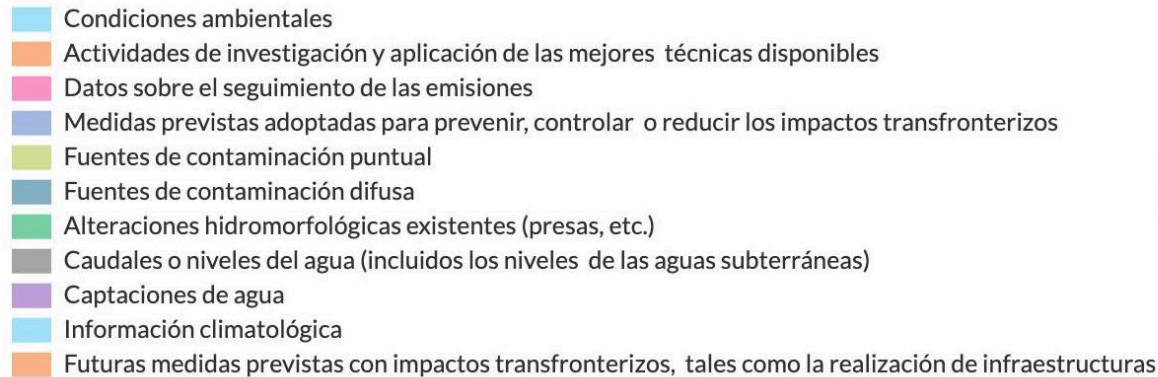 Condiciones ambientales
Actividades de investigación y aplicación de las mejores técnicas disponibles
Datos sobre el seguimiento de las emisiones
Medidas previstas adoptadas para prevenir, controlar o reducir los impactos transfronterizos
Fuentes de contaminación puntual
Fuentes de contaminación difusa
Alteraciones hidromorfológicas existentes (presas, etc.)
Caudales o niveles del agua (incluidos los niveles de las aguas subterráneas)
Captaciones de agua
Información climatológica
Futuras medidas previstas con impactos transfronterizos, tales como la realización de infraestructuras